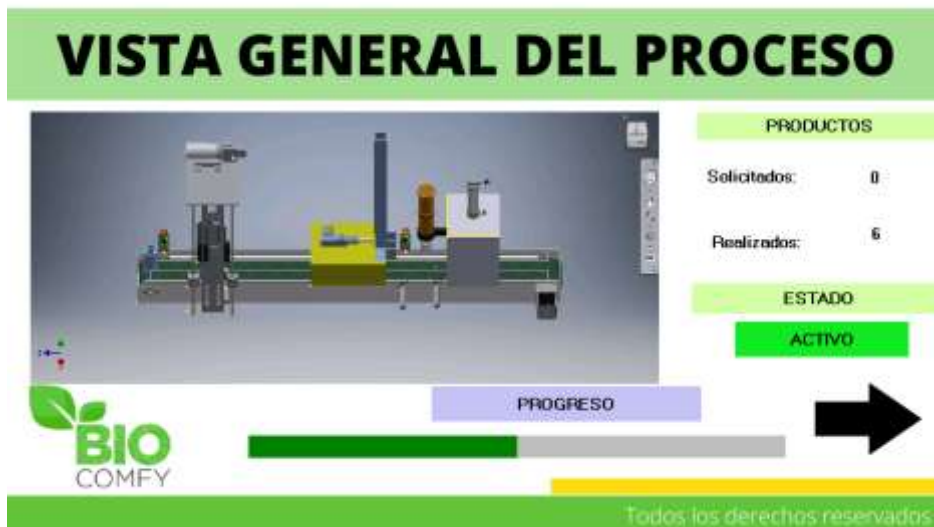 VISTA GENERAL DEL PROCESO
PRODUCTOS
Solicitados: 0
Realizados: 6
ESTADO
ACTIVO
PROGRESO
BIO
COMFY
Todos los derechos reservados